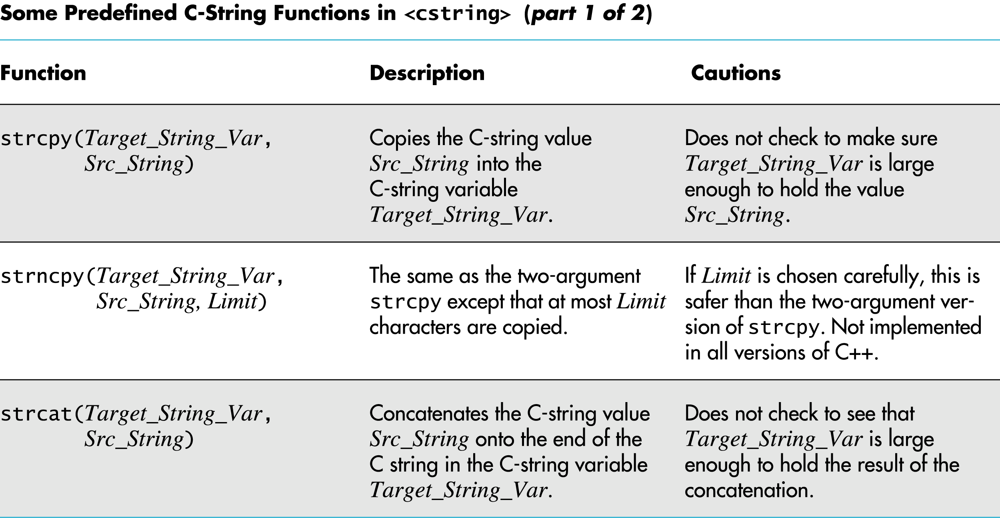 Some Predefined C-String Functions in <cstring> (part 1 of 2)
Function Description Cautions
strcpy(Target_String_Var,
Src_String)
Copies the C-string value
Src_String into the
C-string variable
Target_String_Var.
Does not check to make sure
Target_String_Var is large
enough to hold the value
Src_String.
strncpy(Target_String_Var,
Src_String, Limit)
The same as the two-argument
strcpy except that at most Limit
characters are copied.
If Limit is chosen carefully, this is
safer than the two-argument ver-
sion of strcpy. Not implemented
in all versions of C++.
strcat(Target_String_Var,
Src_String)
Concatenates the C-string value
Src_String onto the end of the
C string in the C-string variable
Target_String_Var.
Does not check to see that
Target_String_Var is large
enough to hold the result of the
concatenation.